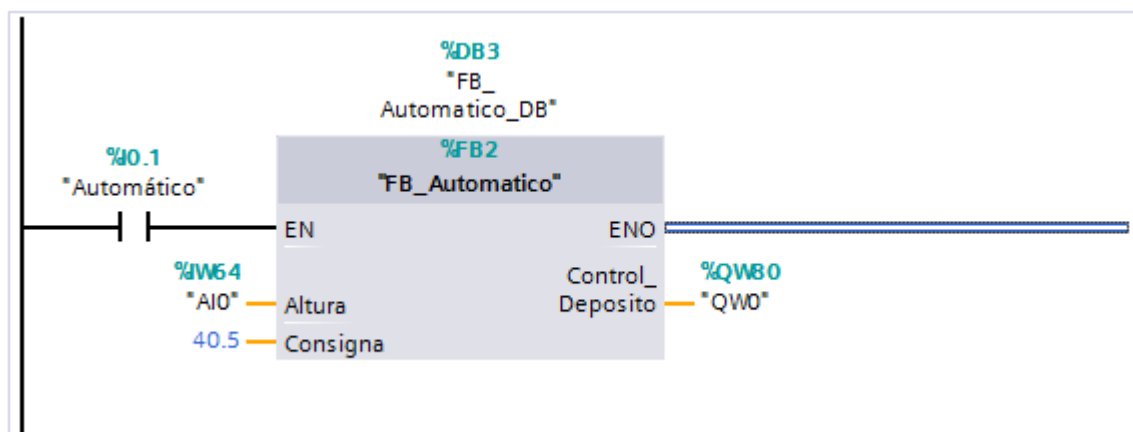 %DB3
"FB_
Automatico_DB"
%I0.1
"Automático"
%FB2
"FB_Automatico"
EN
ENO
%IW64
"AI0"
Altura
Control_
Deposito
%QW80
"QW0"
40.5
Consigna